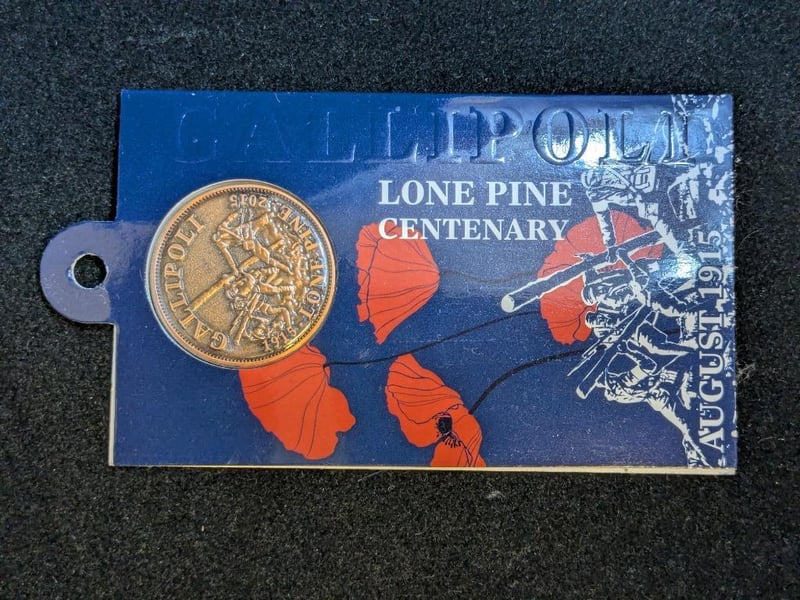 GALLIPOLI
LONE PINE
CENTENARY
AUGUST 1915
GALLIPOLI
LONE PINE 2015
1915